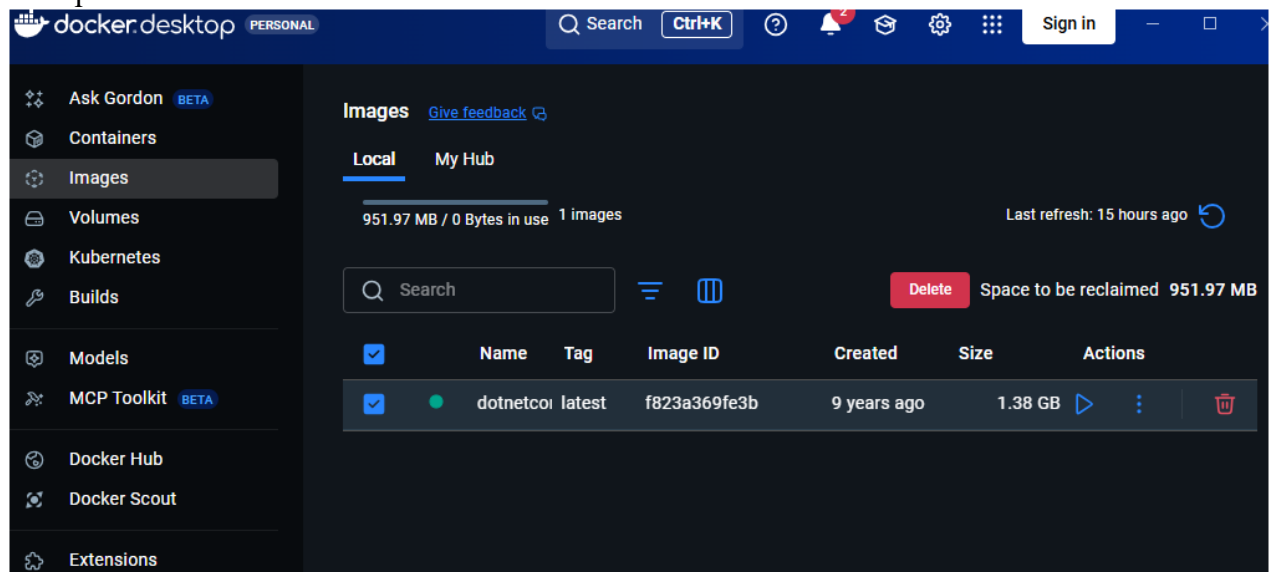 docker.desktop PERSONAL Search Ctrl+K 2 Sign in
Ask Gordon BETA
Containers
Images
Volumes
Kubernetes
Builds
Models
MCP Toolkit BETA
Docker Hub
Docker Scout
Extensions
Images Give feedback
Local My Hub
951.97 MB / 0 Bytes in use 1 images Last refresh: 15 hours ago
Search Delete Space to be reclaimed 951.97 MB
Name Tag Image ID Created Size Actions
latest f823a369fe3b 9 years ago 1.38 GB